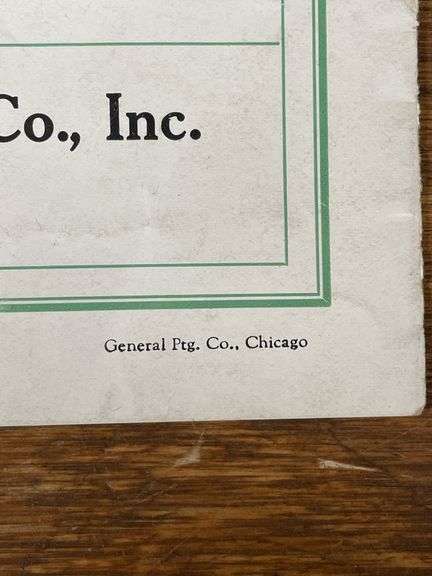 Co., Inc.
General Ptg. Co., Chicago